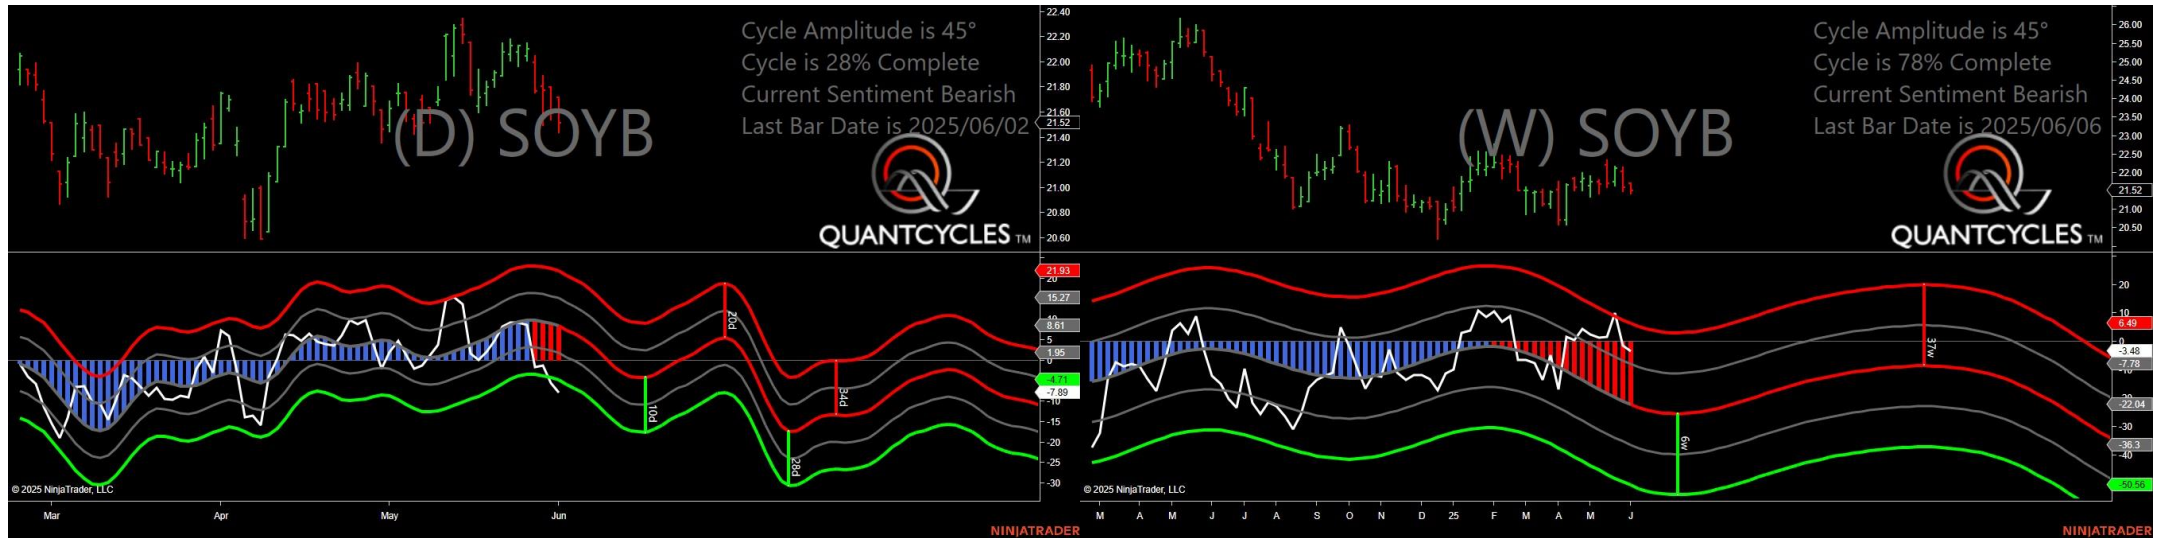 Cycle Amplitude is 45°
Cycle is 28% Complete
Current Sentiment Bearish
Last Bar Date is 2025/06/02
(D) SOYB
QUANTCYCLES TM
22.40
22.20
22.00
21.80
21.60
21.52
21.40
21.20
21.00
20.80
20.60
21.93
20
15.27
8.61
5
1.95
0
-4.71
-7.89
-10
-15
-20
-25
-30
10d
20d
28d
34d
© 2025 NinjaTrader, LLC
Mar
Apr
May
Jun
NINJATRADER
Cycle Amplitude is 45°
Cycle is 78% Complete
Current Sentiment Bearish
Last Bar Date is 2025/06/06
(W) SOYB
QUANTCYCLES TM
26.00
25.50
25.00
24.50
24.00
23.50
23.00
22.50
22.00
21.52
21.00
20.50
20
6.49
0
-3.48
-7.78
-22.04
-30
-36.3
-40
-50.56
6w
37w
© 2025 NinjaTrader, LLC
M A M J J A S O N D 25 F M A M J
NINJATRADER